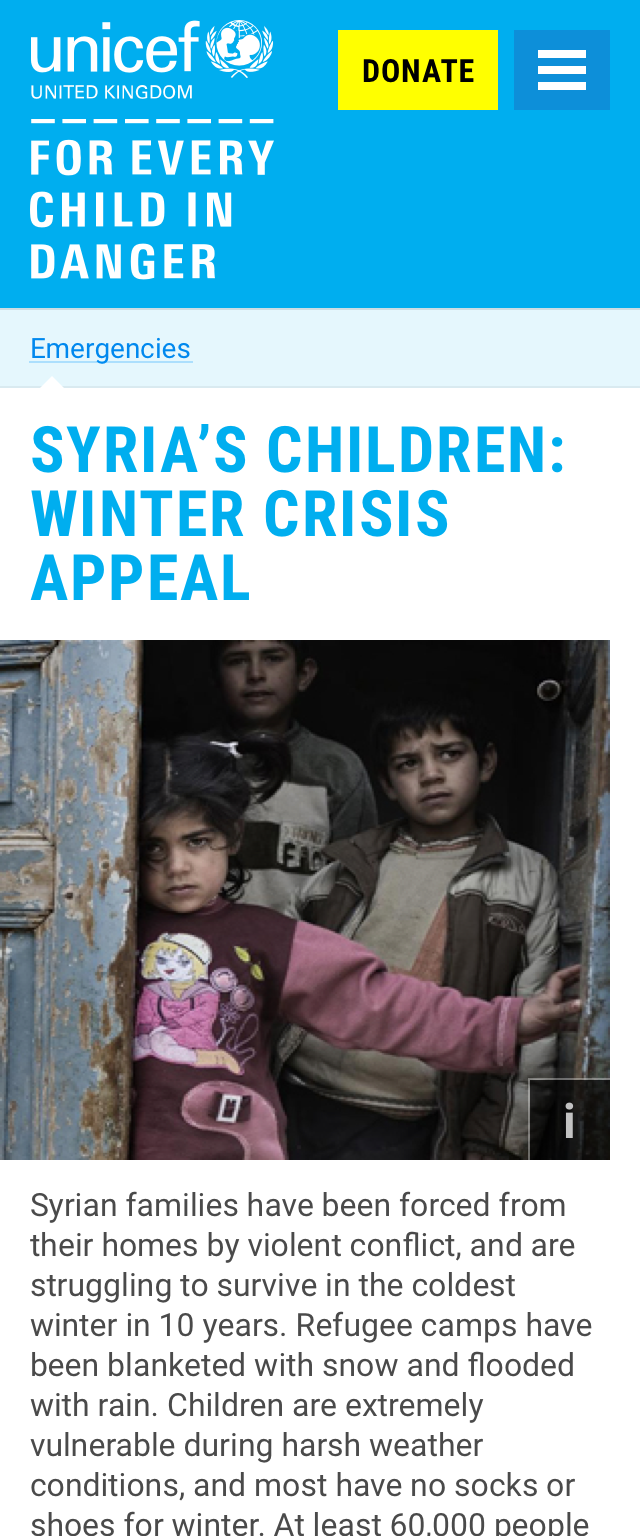 unicef
UNITED KINGDOM
FOR EVERY
CHILD IN
DANGER
DONATE
Emergencies
SYRIA’S CHILDREN:
WINTER CRISIS
APPEAL
i
Syrian families have been forced from
their homes by violent conflict, and are
struggling to survive in the coldest
winter in 10 years. Refugee camps have
been blanketed with snow and flooded
with rain. Children are extremely
vulnerable during harsh weather
conditions, and most have no socks or
shoes for winter. At least 60,000 people